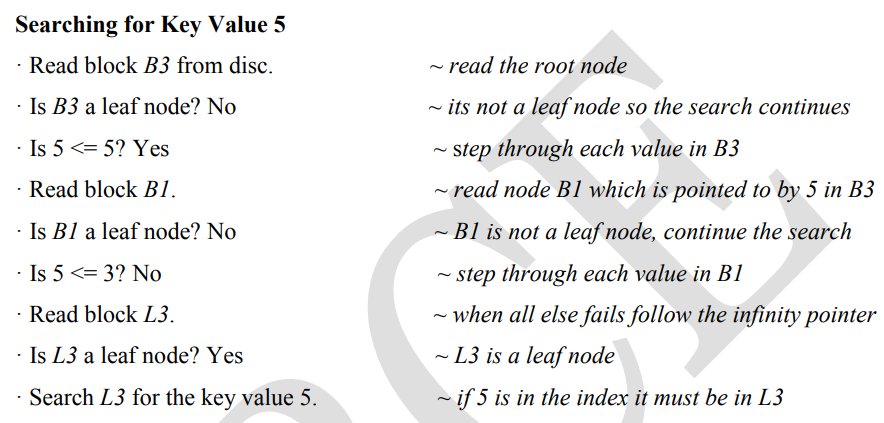 Searching for Key Value 5
· Read block B3 from disc. ~ read the root node
· Is B3 a leaf node? No ~ its not a leaf node so the search continues
· Is 5 <= 5? Yes ~ step through each value in B3
· Read block B1. ~ read node B1 which is pointed to by 5 in B3
· Is B1 a leaf node? No ~ B1 is not a leaf node, continue the search
· Is 5 <= 3? No ~ step through each value in B1
· Read block L3. ~ when all else fails follow the infinity pointer
· Is L3 a leaf node? Yes ~ L3 is a leaf node
· Search L3 for the key value 5. ~ if 5 is in the index it must be in L3